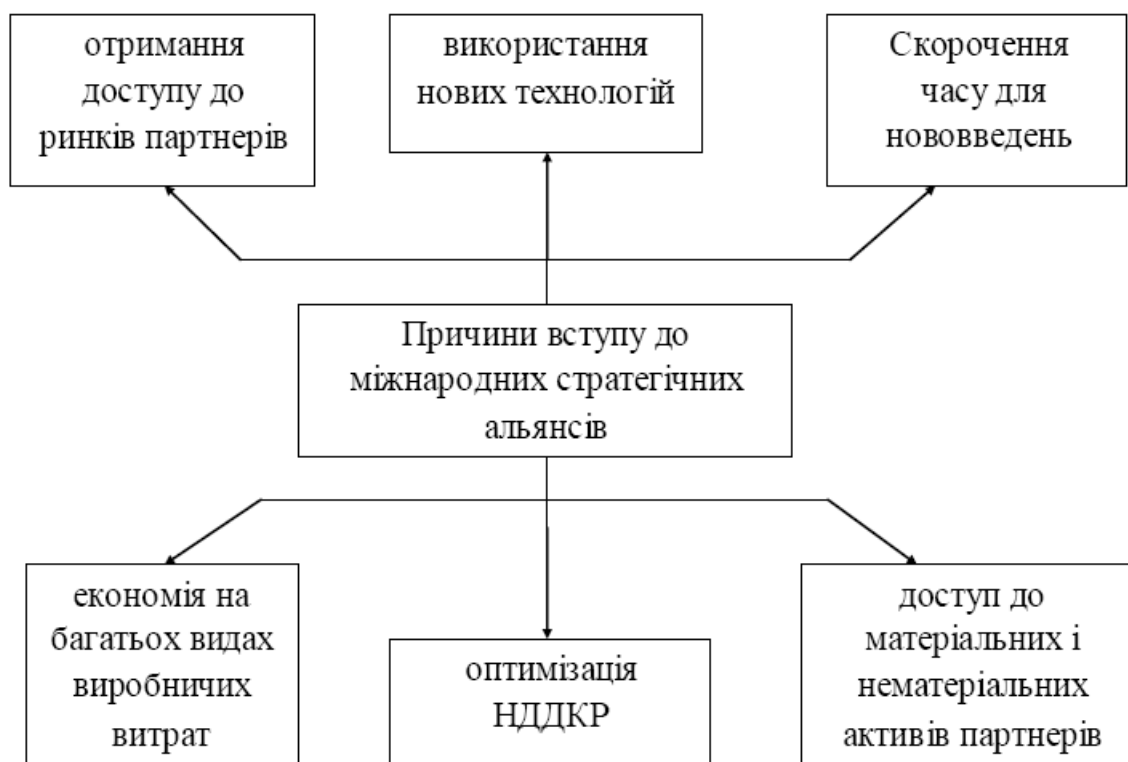 отримання
доступу до
ринків партнерів
використання
нових технологій
Скорочення
часу для
нововведень
Причини вступу до
міжнародних стратегічних
альянсів
економія на
багатьох видах
виробничих
витрат
оптимізація
НДДКР
доступ до
матеріальних і
нематеріальних
активів партнерів